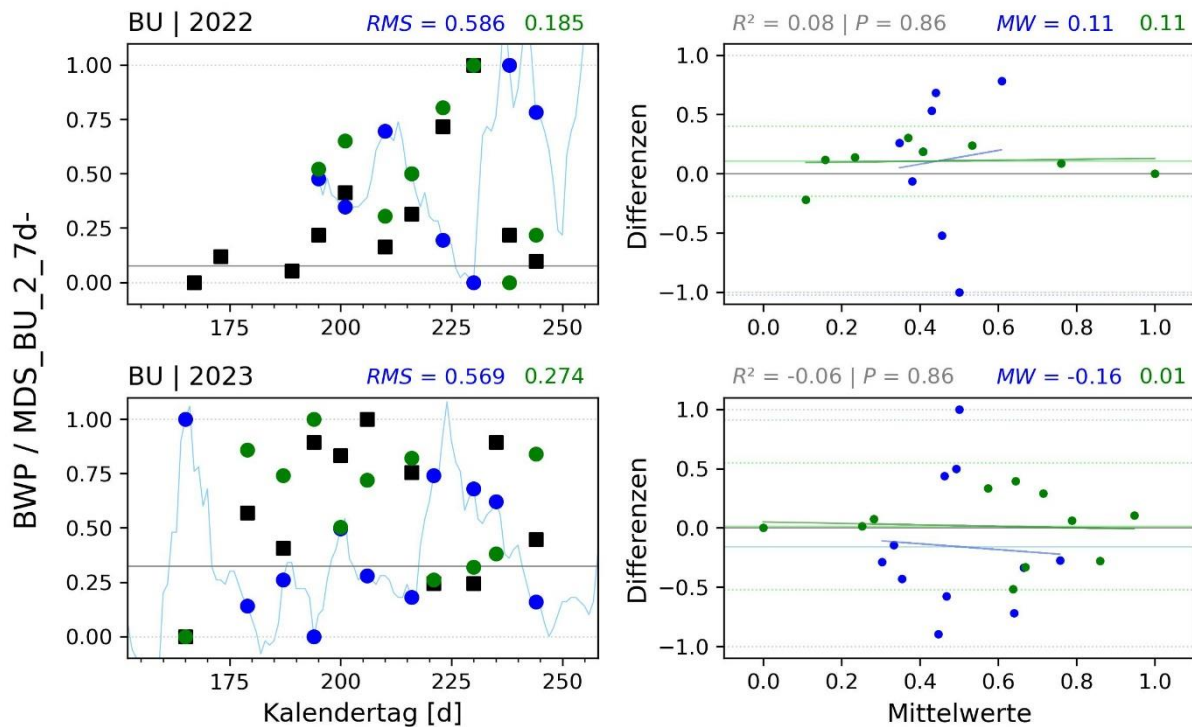 BU | 2022
RMS = 0.586 0.185
R² = 0.08 | P = 0.86
MW = 0.11 0.11
BWP / MDS_BU_2_7d-
1.00
0.75
0.50
0.25
0.00
175 200 225 250
Differenzen
1.0
0.5
0.0
−0.5
−1.0
0.0 0.2 0.4 0.6 0.8 1.0
BU | 2023
RMS = 0.569 0.274
R² = -0.06 | P = 0.86
MW = -0.16 0.01
1.00
0.75
0.50
0.25
0.00
175 200 225 250
Kalendertag [d]
Differenzen
1.0
0.5
0.0
−0.5
−1.0
0.0 0.2 0.4 0.6 0.8 1.0
Mittelwerte